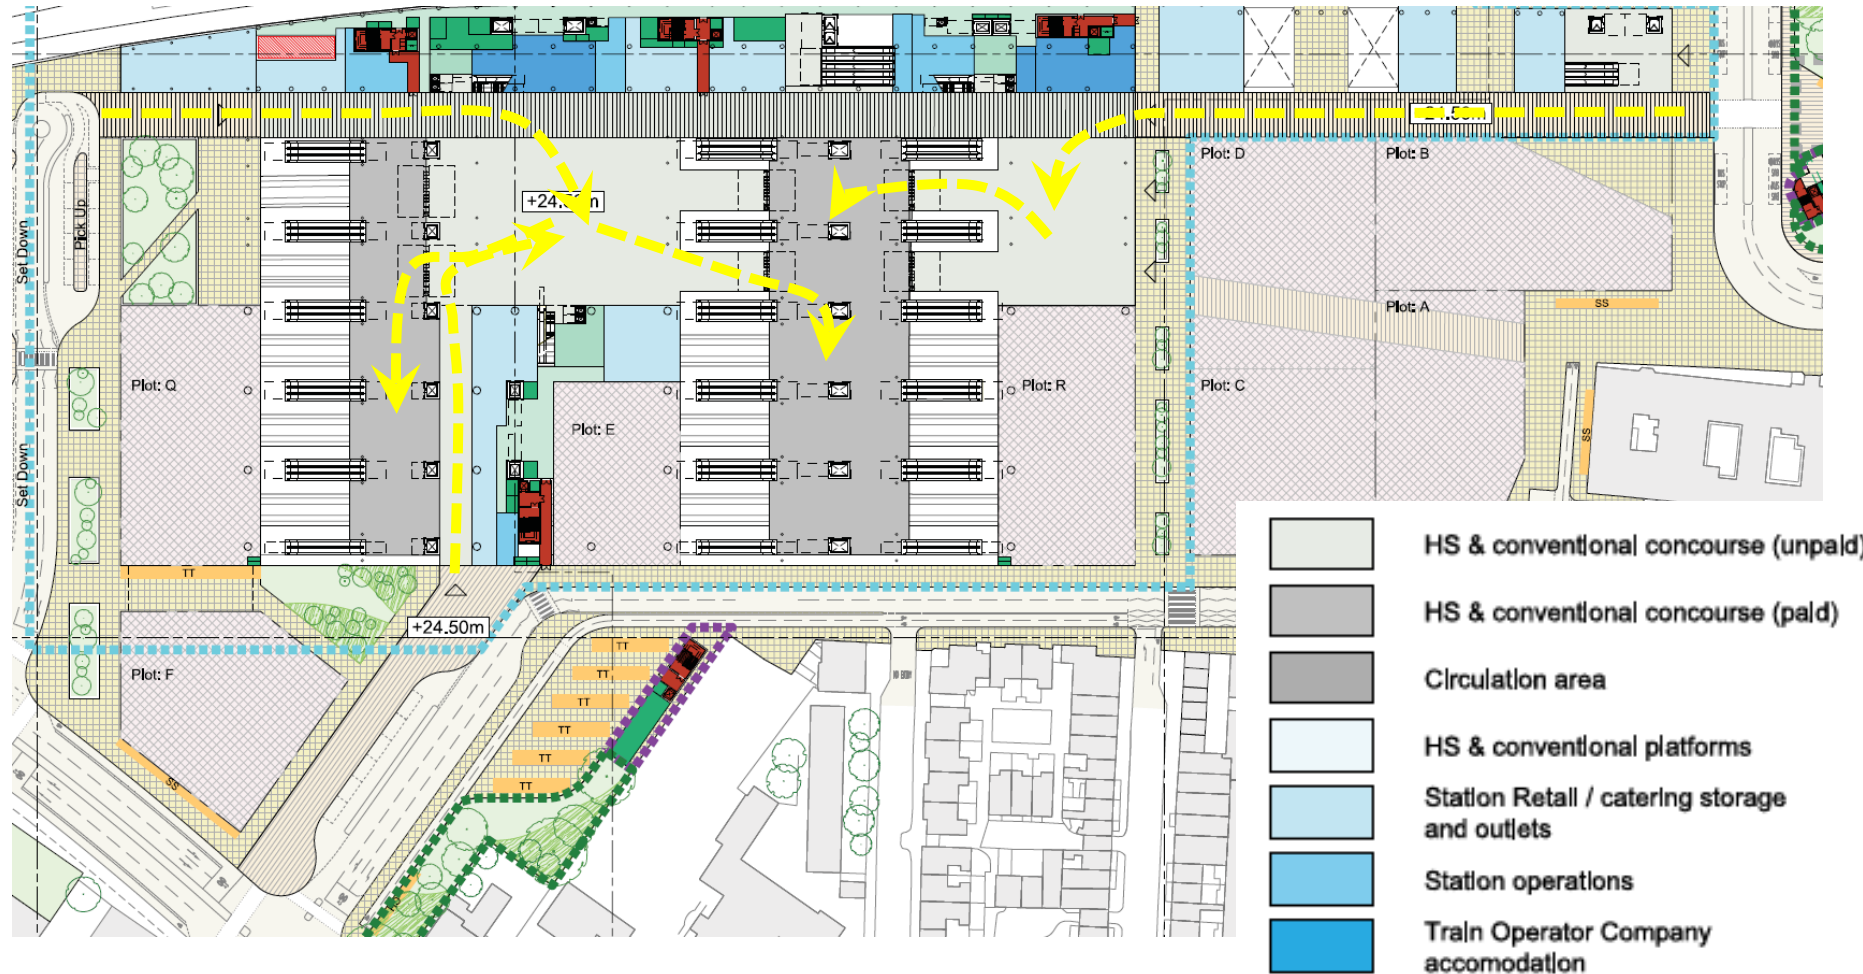 Plot: D
Plot: B
+24.
Pick Up
Set Down
SS
Plot: A
Plot: Q
Plot: R
Plot: C
Plot: E
SS
Set Down
TT
+24.50m
TT
Plot: F
TT
TT
TT
TT
TT
SS
HS & conventional concourse (unpaid)
HS & conventional concourse (paid)
Circulation area
HS & conventional platforms
Station Retail / catering storage
and outlets
Station operations
Train Operator Company
accomodation